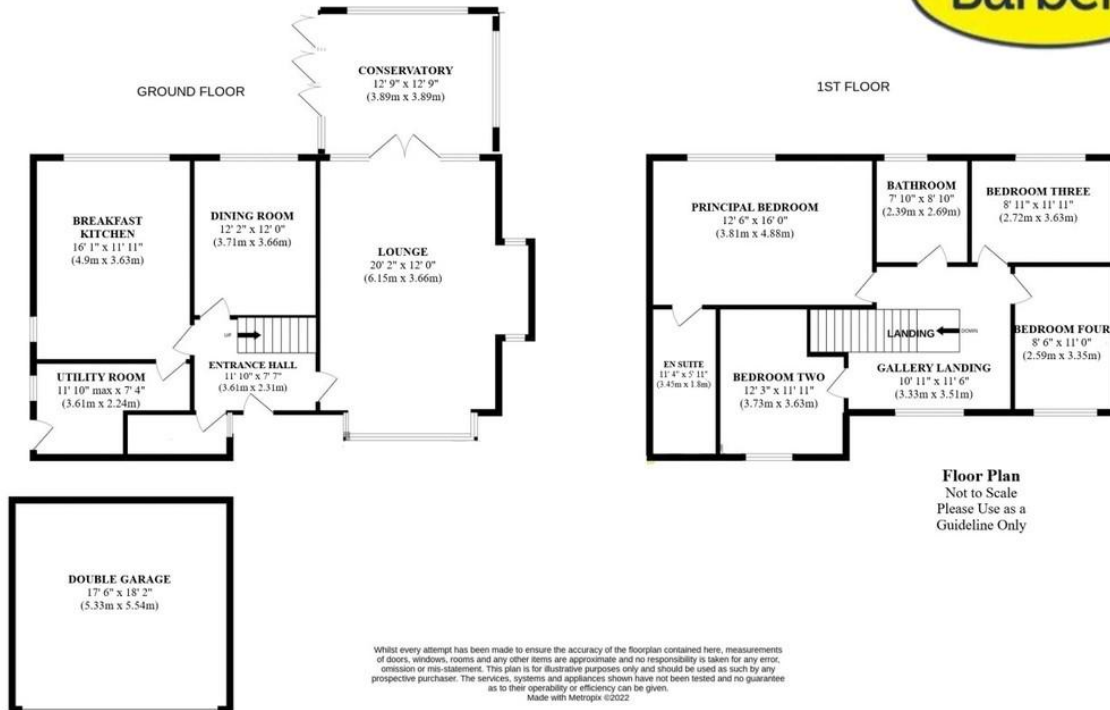 Barber
GROUND FLOOR
1ST FLOOR
CONSERVATORY
12' 9" x 12' 9"
(3.89m x 3.89m)
BREAKFAST
KITCHEN
16' 1" x 11' 11"
(4.9m x 3.63m)
DINING ROOM
12' 2" x 12' 0"
(3.71m x 3.66m)
LOUNGE
20' 2" x 12' 0"
(6.15m x 3.66m)
UP
ENTRANCE HALL
11' 10" x 7' 7"
(3.61m x 2.31m)
UTILITY ROOM
11' 10" max x 7' 4"
(3.61m x 2.24m)
DOUBLE GARAGE
17' 6" x 18' 2"
(5.33m x 5.54m)
PRINCIPAL BEDROOM
12' 6" x 16' 0"
(3.81m x 4.88m)
BATHROOM
7' 10" x 8' 10"
(2.39m x 2.69m)
BEDROOM THREE
8' 11" x 11' 11"
(2.72m x 3.63m)
LANDING
DOWN
BEDROOM FOUR
8' 6" x 11' 0"
(2.59m x 3.35m)
EN SUITE
11' 4" x 5' 11"
(3.45m x 1.8m)
BEDROOM TWO
12' 3" x 11' 11"
(3.73m x 3.63m)
GALLERY LANDING
10' 11" x 11' 6"
(3.33m x 3.51m)
Floor Plan
Not to Scale
Please Use as a
Guideline Only
Whilst every attempt has been made to ensure the accuracy of the floorplan contained here, measurements
of doors, windows, rooms and any other items are approximate and no responsibility is taken for any error,
omission or mis-statement. This plan is for illustrative purposes only and should be used as such by any
prospective purchaser. The services, systems and appliances shown have not been tested and no guarantee
as to their operability or efficiency can be given.
Made with Metropix ©2022